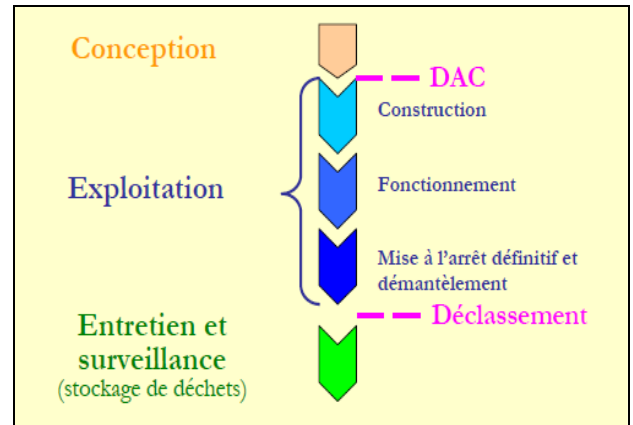 Conception
DAC
Construction
Exploitation
Fonctionnement
Mise à l'arrêt définitif et
démantèlement
Déclassement
Entretien et
surveillance
(stockage de déchets)